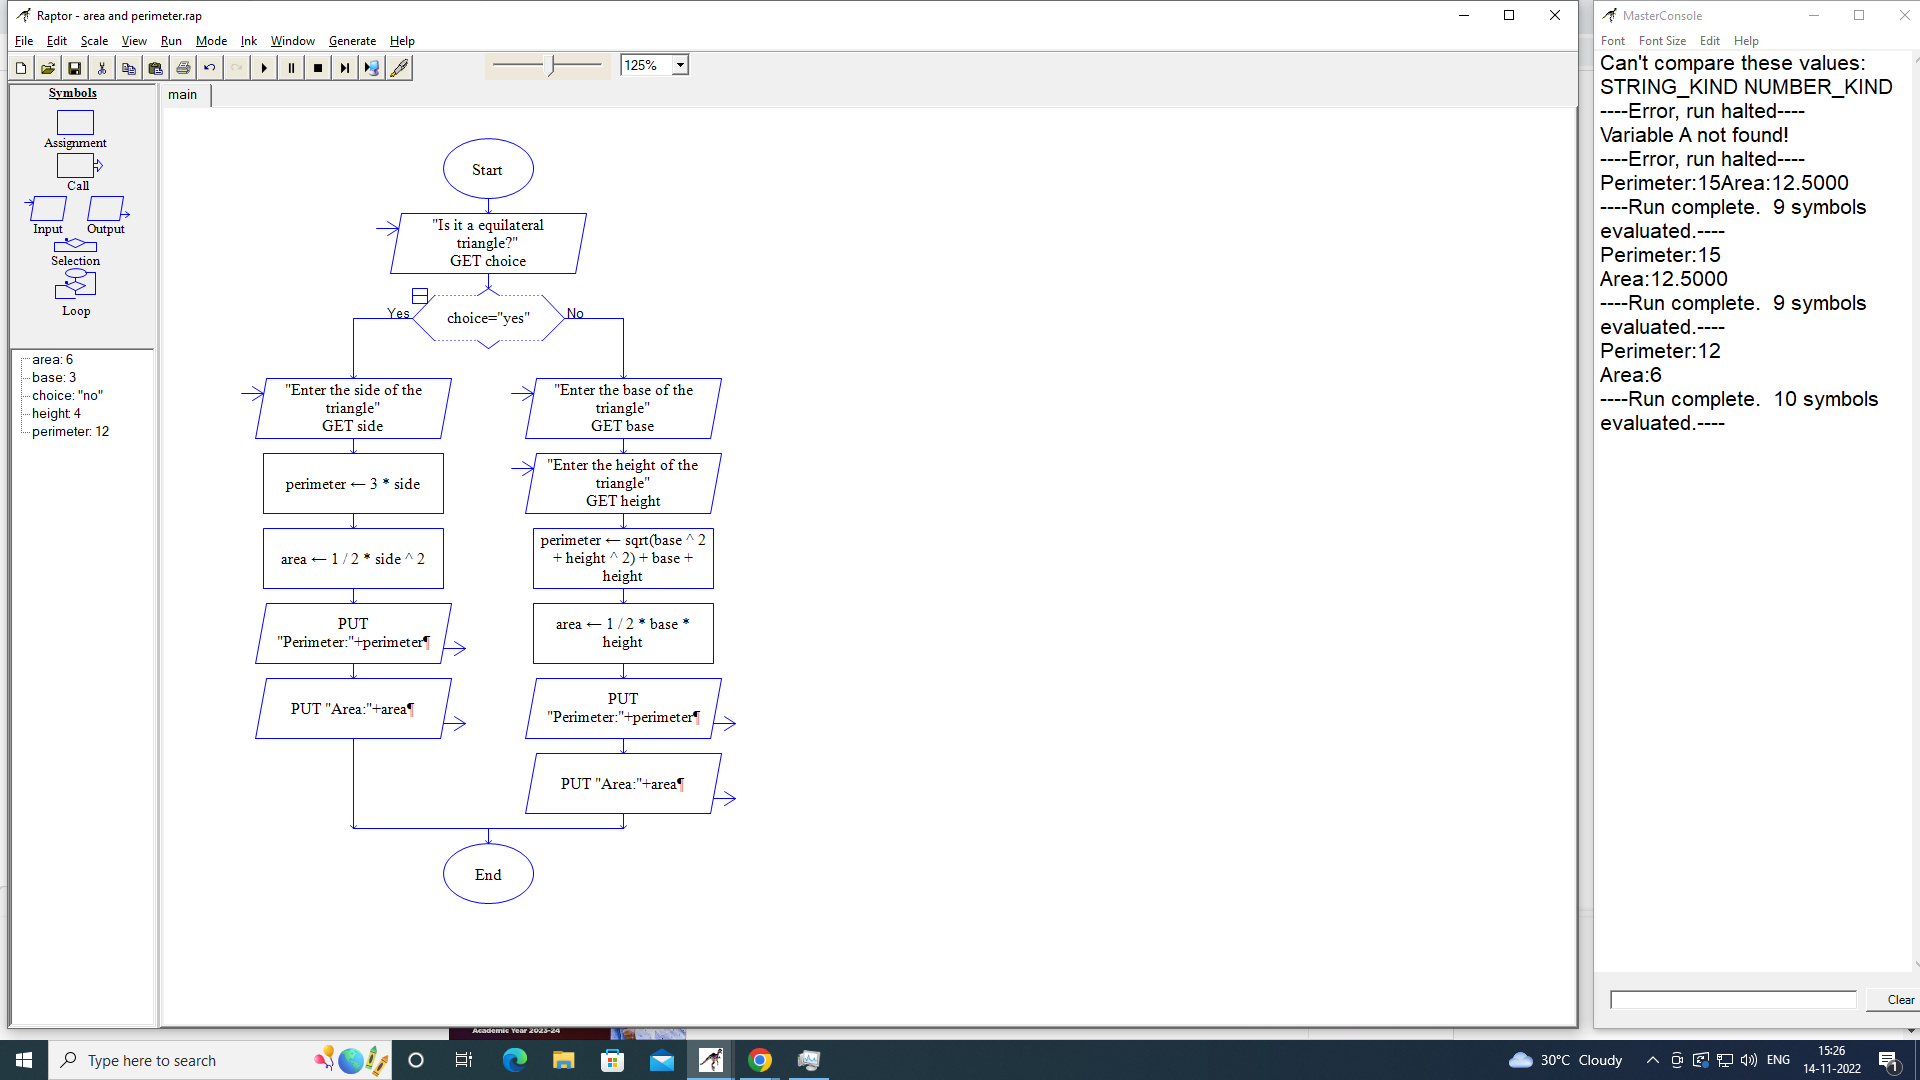 Raptor - area and perimeter.rap
File Edit Scale View Run Mode Ink Window Generate Help
125%
Symbols
Assignment
Call
Input Output
Selection
Loop
area: 6
base: 3
choice: "no"
height: 4
perimeter: 12
main
Start
"Is it a equilateral
triangle?"
GET choice
Yes
choice="yes"
No
"Enter the side of the
triangle"
GET side
perimeter ← 3 * side
area ← 1 / 2 * side ^ 2
PUT
"Perimeter:"+perimeter¶
PUT "Area:"+area¶
"Enter the base of the
triangle"
GET base
"Enter the height of the
triangle"
GET height
perimeter ← sqrt(base ^ 2
+ height ^ 2) + base +
height
area ← 1 / 2 * base *
height
PUT
"Perimeter:"+perimeter¶
PUT "Area:"+area¶
End
MasterConsole
Font Font Size Edit Help
Can't compare these values:
STRING_KIND NUMBER_KIND
----Error, run halted----
Variable A not found!
----Error, run halted----
Perimeter:15Area:12.5000
----Run complete.  9 symbols
evaluated.----
Perimeter:15
Area:12.5000
----Run complete.  9 symbols
evaluated.----
Perimeter:12
Area:6
----Run complete.  10 symbols
evaluated.----
Clear
Academic Year 2023-24
Type here to search
30°C Cloudy
ENG
15:26
14-11-2022
1